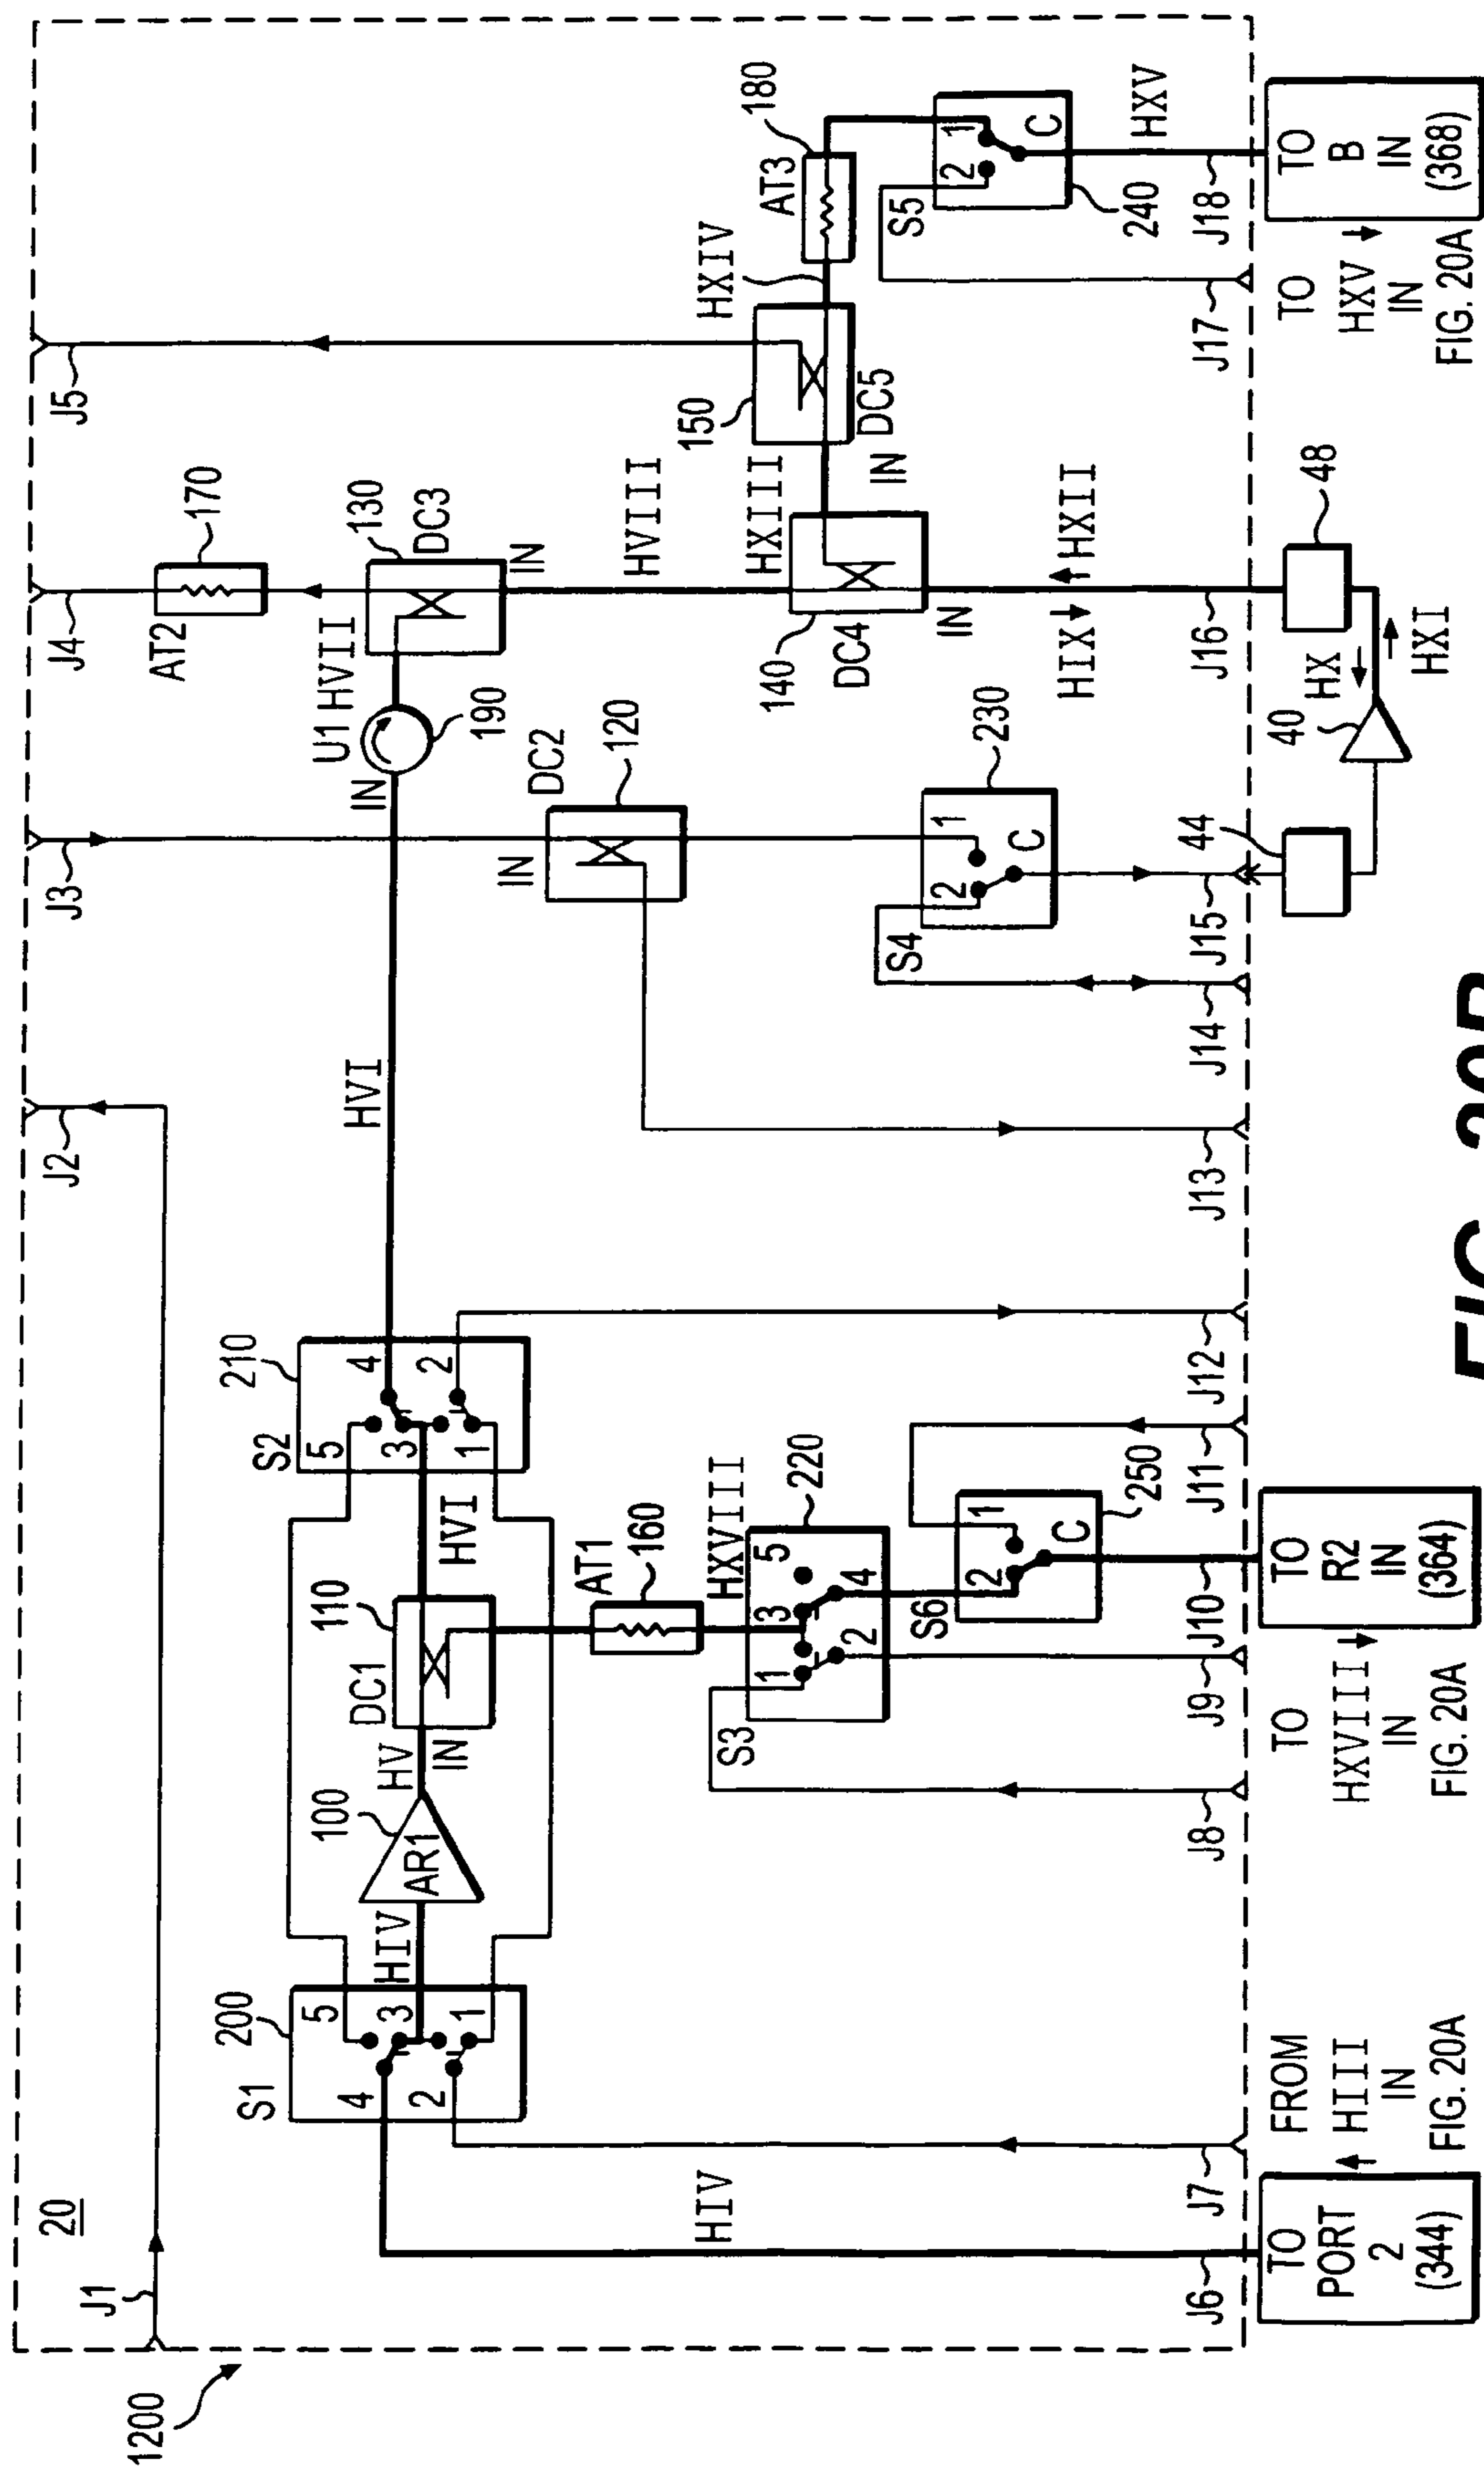 1200
20
J1
J2
J3
J4
J5
AT2
170
130
DC3
IN
U1
HVII
IN
190
HVI
HVIII
S1
200
4
5
3
2
1
HIV
100
AR1
HV
IN
DC1
110
HVI
S2
210
5
4
3
2
1
AT1
160
HXVIII
S3
220
1
3
5
2
4
S6
250
2
1
C
DC2
120
IN
S4
230
2
1
C
HXIII
140
DC4
IN
150
DC5
IN
HXIV
AT3
180
S5
240
2
1
C
HXV
HIV
HIX
HXII
J6
J7
J8
J9
J10
J11
J12
J13
J14
J15
J16
J17
J18
TO
PORT
2
(344)
FROM
HIII
IN
FIG. 20A
TO
HXVIII
IN
FIG. 20A
TO
R2
IN
(364)
44
40
HX
HXI
48
TO
HXV
IN
FIG. 20A
TO
B
IN
(368)